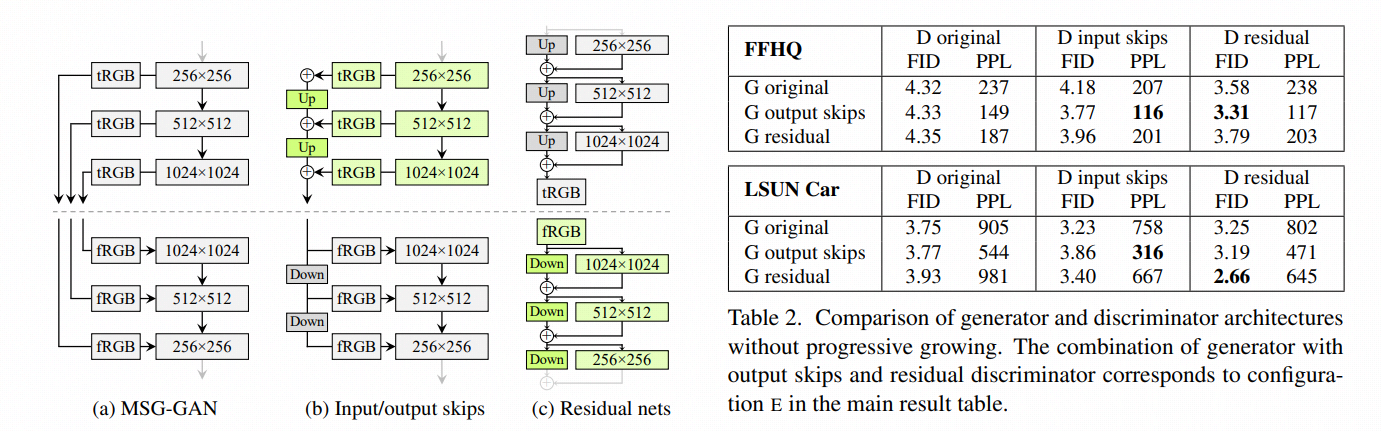 tRGB 256×256
tRGB 512×512
tRGB 1024×1024
fRGB 1024×1024
fRGB 512×512
fRGB 256×256
(a) MSG-GAN
tRGB 256×256
Up
tRGB 512×512
Up
tRGB 1024×1024
fRGB 1024×1024
Down
fRGB 512×512
Down
fRGB 256×256
(b) Input/output skips
Up 256×256
Up 512×512
Up 1024×1024
tRGB
fRGB
Down 1024×1024
Down 512×512
Down 256×256
(c) Residual nets
FFHQ D original D input skips D residual
FID PPL FID PPL FID PPL
G original 4.32 237 4.18 207 3.58 238
G output skips 4.33 149 3.77 116 3.31 117
G residual 4.35 187 3.96 201 3.79 203
LSUN Car D original D input skips D residual
FID PPL FID PPL FID PPL
G original 3.75 905 3.23 758 3.25 802
G output skips 3.77 544 3.86 316 3.19 471
G residual 3.93 981 3.40 667 2.66 645
Table 2. Comparison of generator and discriminator architectures
without progressive growing. The combination of generator with
output skips and residual discriminator corresponds to configura-
tion E in the main result table.